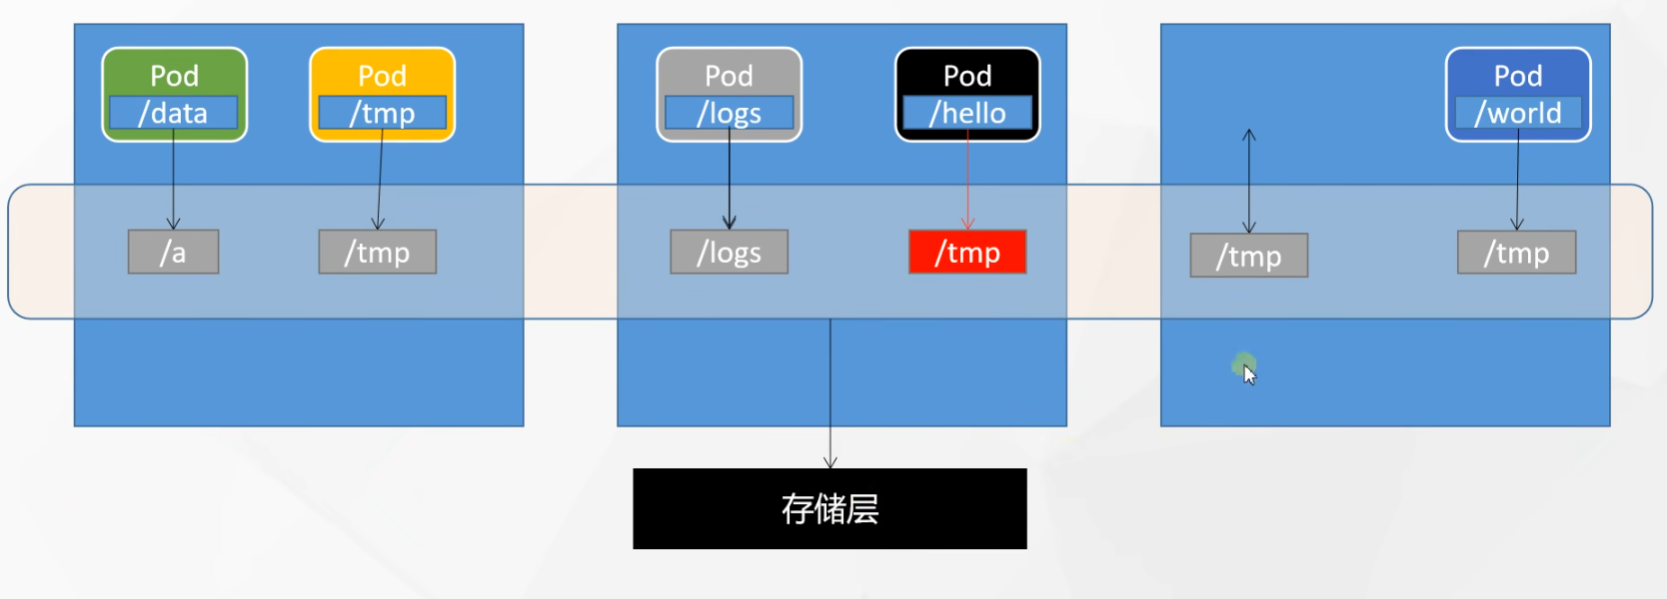 Pod
/data
Pod
/tmp
Pod
/logs
Pod
/hello
Pod
/world
/a
/tmp
/logs
/tmp
/tmp
/tmp
存储层